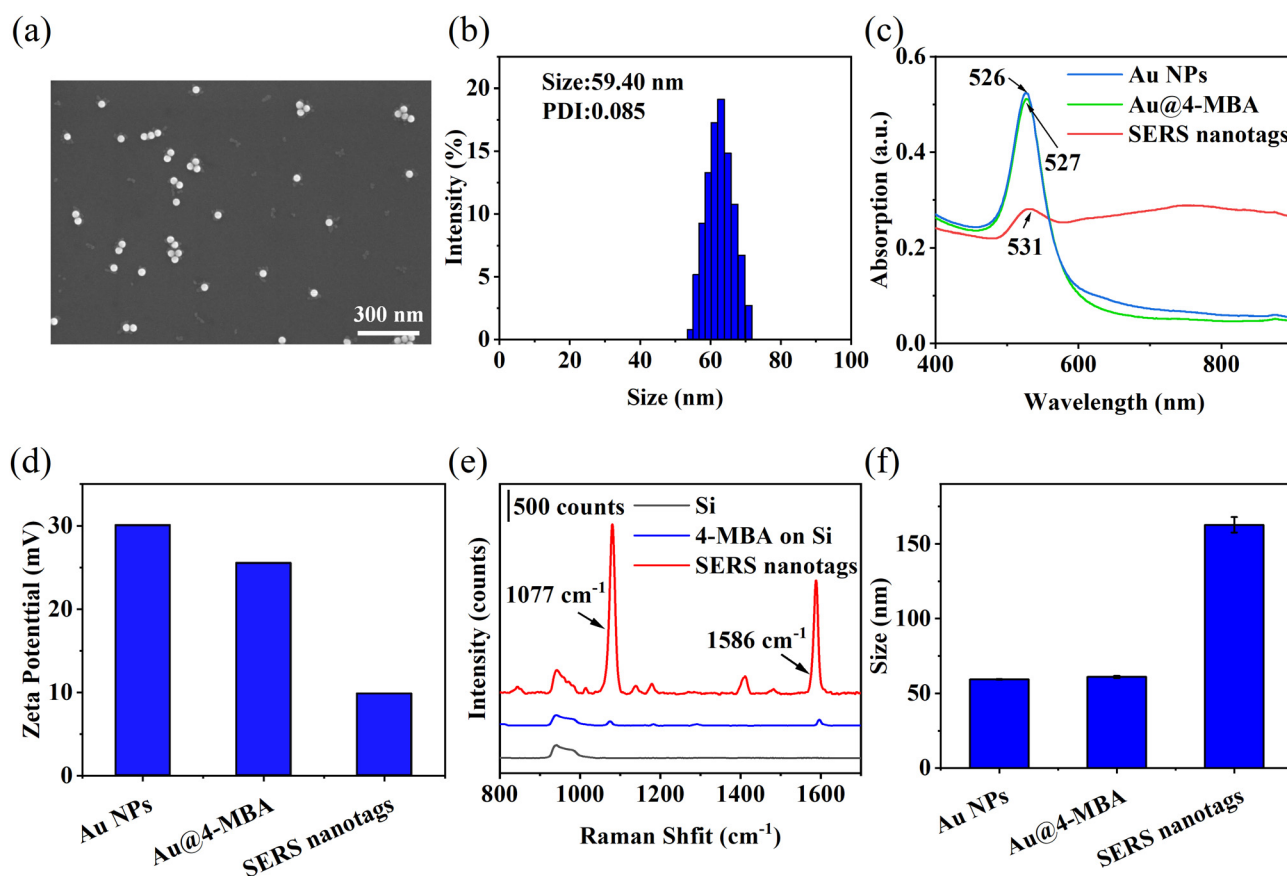 (a)
300 nm
(b)
Size:59.40 nm
PDI:0.085
Intensity (%)
20
15
10
5
0
0 20 40 60 80 100
Size (nm)
(c)
Absorption (a.u.)
0.6
0.4
0.2
0.0
526
527
531
Au NPs
Au@4-MBA
SERS nanotags
400 600 800
Wavelength (nm)
(d)
Zeta Potenttial (mV)
30
20
10
0
Au NPs
Au@4-MBA
SERS nanotags
(e)
500 counts
Si
4-MBA on Si
SERS nanotags
1077 cm⁻¹
1586 cm⁻¹
Intensity (counts)
800 1000 1200 1400 1600
Raman Shfit (cm⁻¹)
(f)
Size (nm)
150
100
50
0
Au NPs
Au@4-MBA
SERS nanotags